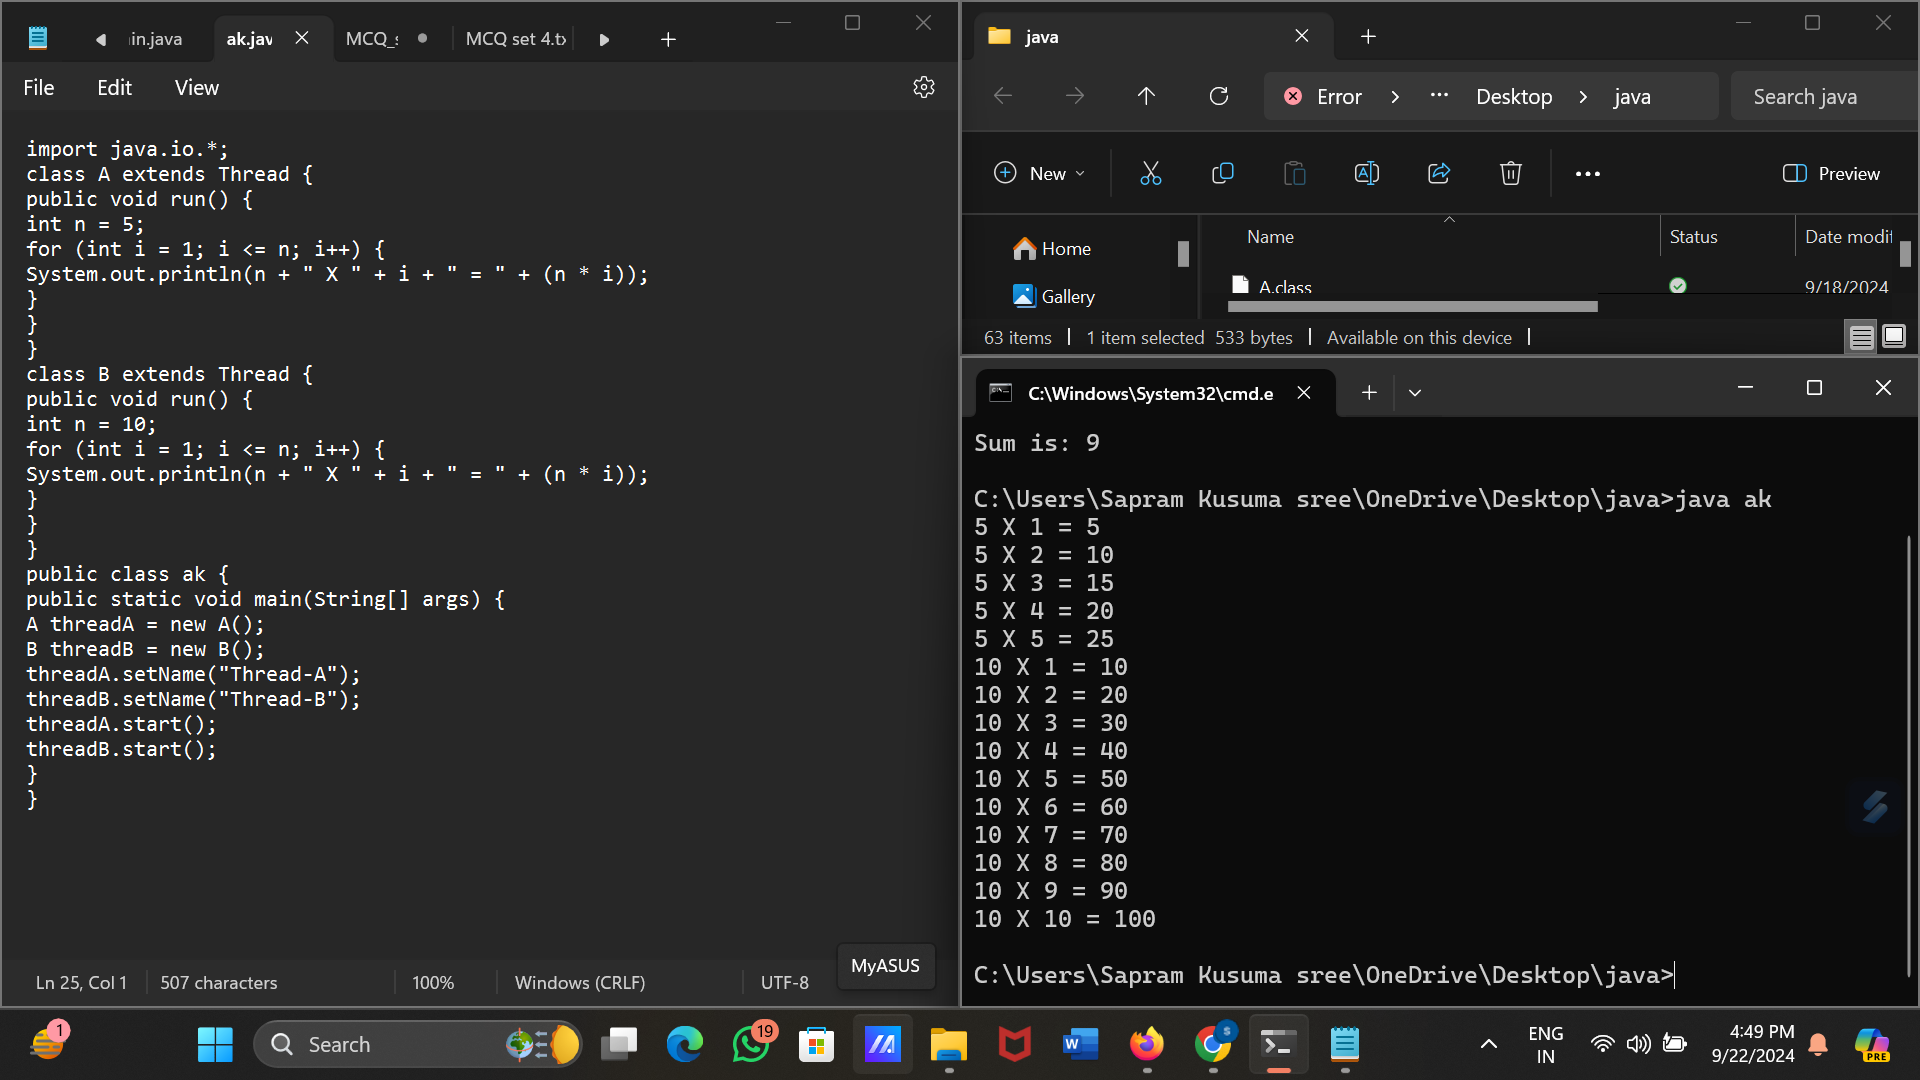 in.java
ak.jav
MCQ_s
MCQ set 4.tx
File
Edit
View
import java.io.*;
class A extends Thread {
public void run() {
int n = 5;
for (int i = 1; i <= n; i++) {
System.out.println(n + " X " + i + " = " + (n * i));
}
}
}
class B extends Thread {
public void run() {
int n = 10;
for (int i = 1; i <= n; i++) {
System.out.println(n + " X " + i + " = " + (n * i));
}
}
}
public class ak {
public static void main(String[] args) {
A threadA = new A();
B threadB = new B();
threadA.setName("Thread-A");
threadB.setName("Thread-B");
threadA.start();
threadB.start();
}
}
Ln 25, Col 1
507 characters
100%
Windows (CRLF)
UTF-8
MyASUS
java
Error > ... Desktop > java
Search java
New
Preview
Name
Status
Date modif
Home
Gallery
A.class
9/18/2024
63 items
1 item selected 533 bytes
Available on this device
C:\Windows\System32\cmd.e
Sum is: 9
C:\Users\Sapram Kusuma sree\OneDrive\Desktop\java>java ak
5 X 1 = 5
5 X 2 = 10
5 X 3 = 15
5 X 4 = 20
5 X 5 = 25
10 X 1 = 10
10 X 2 = 20
10 X 3 = 30
10 X 4 = 40
10 X 5 = 50
10 X 6 = 60
10 X 7 = 70
10 X 8 = 80
10 X 9 = 90
10 X 10 = 100
C:\Users\Sapram Kusuma sree\OneDrive\Desktop\java>
1
Search
19
W
S
ENG
IN
4:49 PM
9/22/2024
PRE